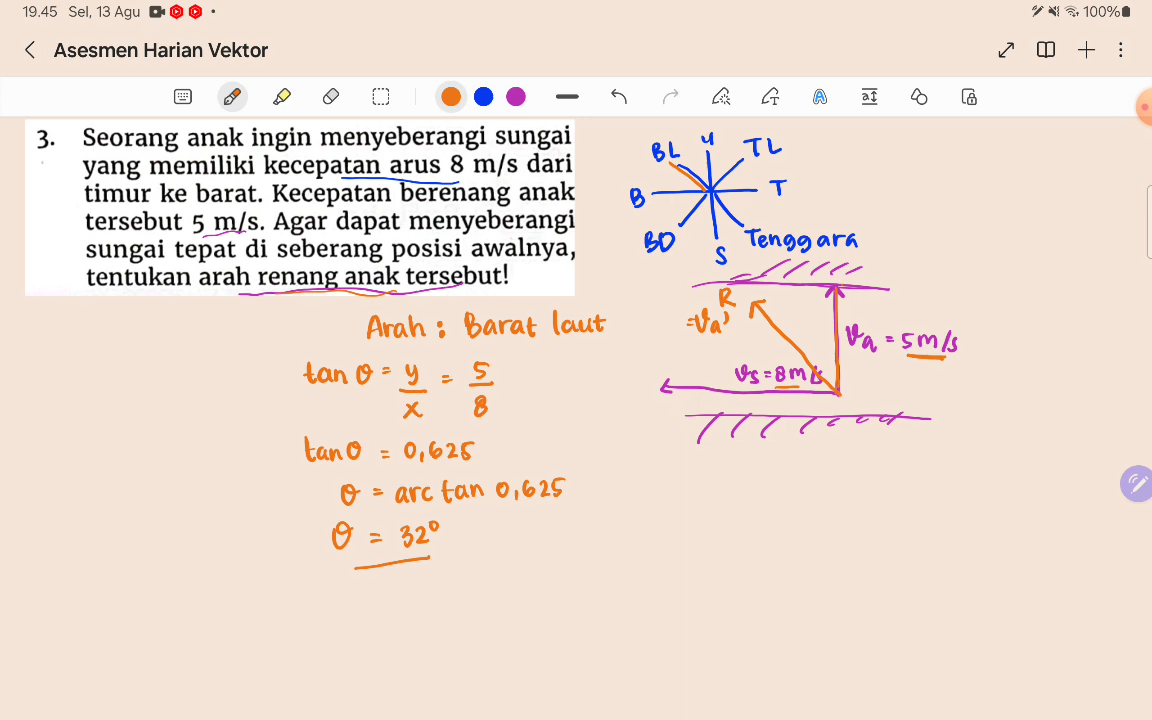 19.45 Sel, 13 Agu
100%
Asesmen Harian Vektor
3. Seorang anak ingin menyeberangi sungai
yang memiliki kecepatan arus 8 m/s dari
timur ke barat. Kecepatan berenang anak
tersebut 5 m/s. Agar dapat menyeberangi
sungai tepat di seberang posisi awalnya,
tentukan arah renang anak tersebut!
U
BL TL
B T
BD Tenggara
S
Arah : Barat laut
tan θ = y/x = 5/8
tan θ = 0,625
θ = arc tan 0,625
θ = 32°
R
=Va'
Va = 5m/s
Vs = 8m/s